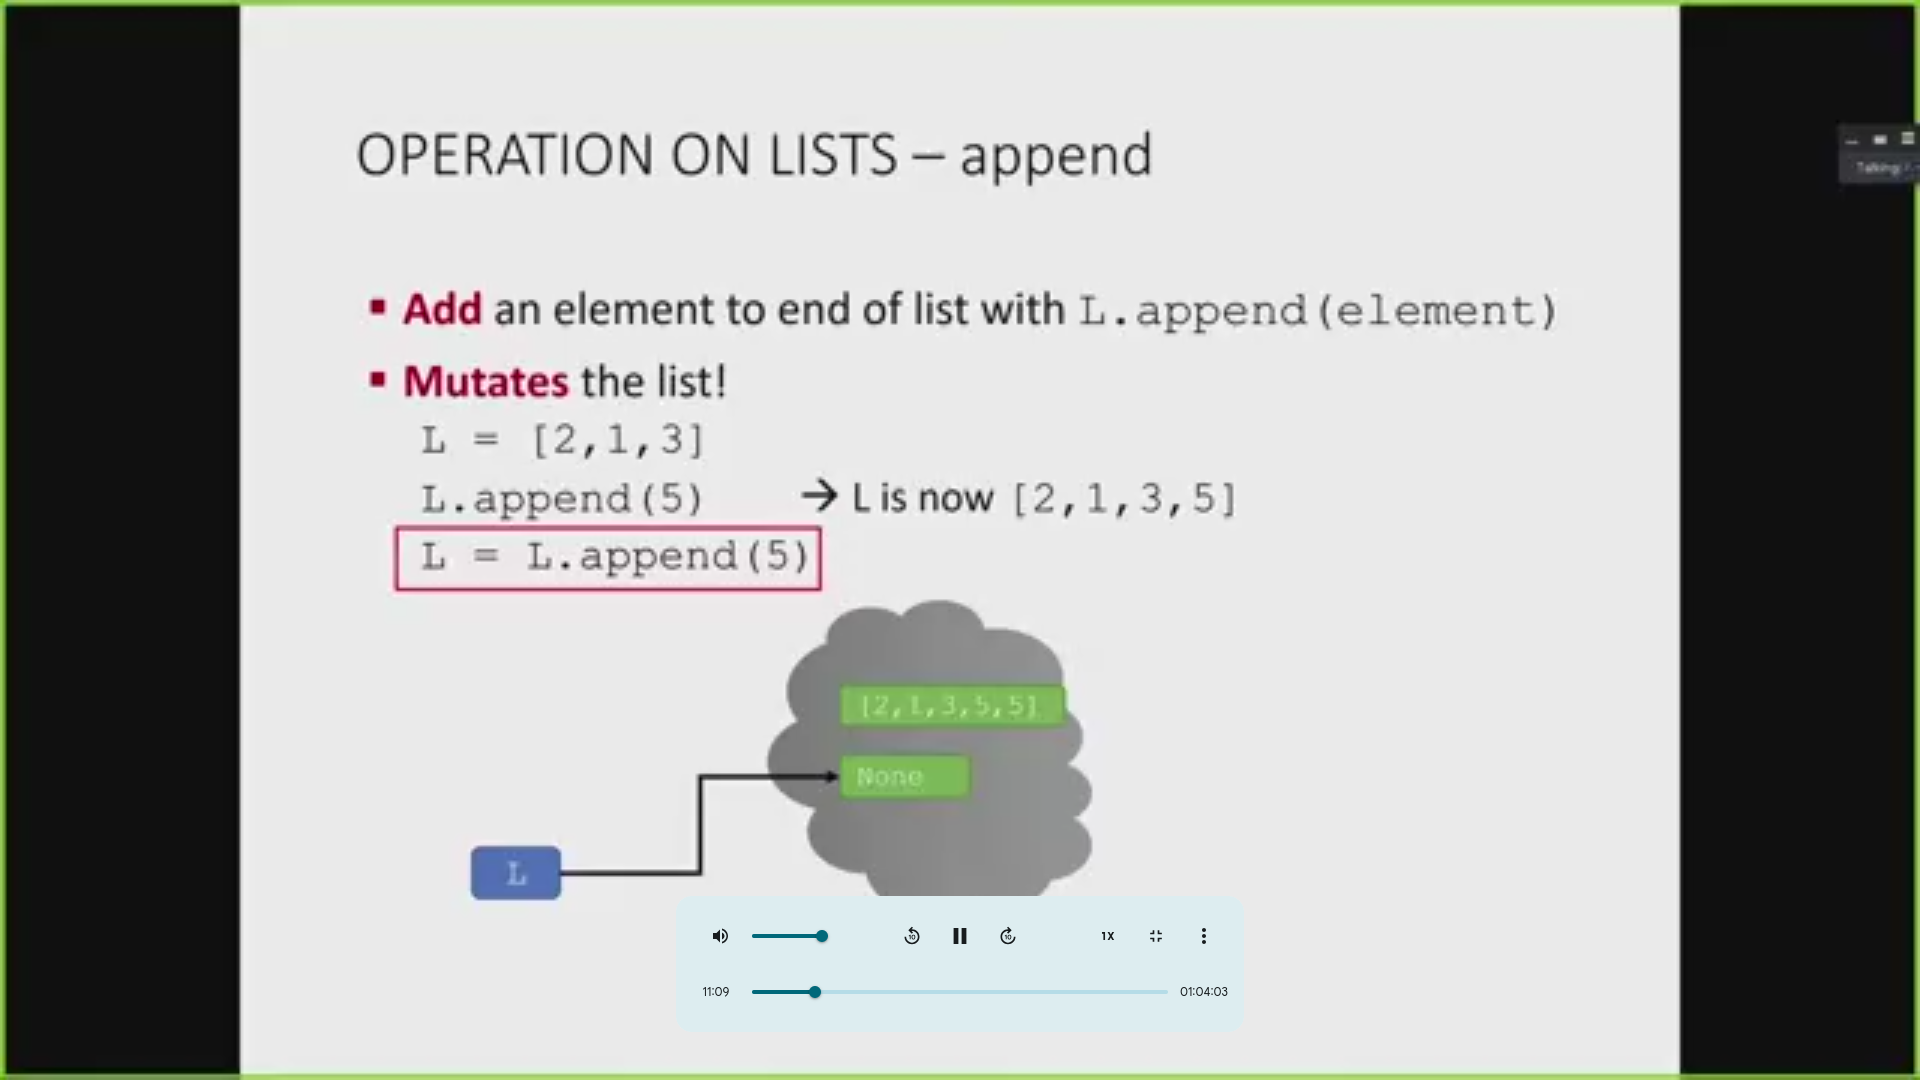 Talking:
OPERATION ON LISTS – append
▪ Add an element to end of list with L.append(element)
▪ Mutates the list!
L = [2,1,3]
L.append(5) → L is now [2,1,3,5]
L = L.append(5)
[2,1,3,5,5]
None
L
10
10
1X
11:09
01:04:03